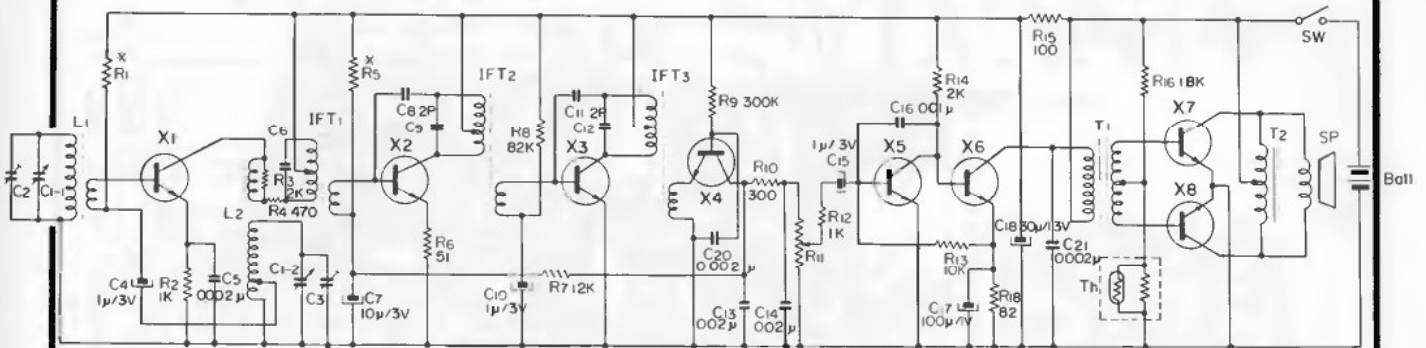 SW
R15
100
*
R1
*
R5
R14
2K
R16 1.8K
IFT2
IFT3
R9 300K
X7
C8 2P
C11 2P
C16 .001µ
L1
C6
IFT1
C9
R8
82K
C12
T1
T2
SP
X1
X2
X3
1µ/3V
C15
X5
X6
R10
300
Ball
C2
C1-1
R3
2K
R4 470
X4
X8
L2
R12
1K
C18 30µ/3V
R6
51
C20
0.002µ
R11
R13
10K
C21
.0002µ
C4
1µ/3V
R2
1K
C5
.0002µ
C1-2
C3
C7
10µ/3V
C10
1µ/3V
R7 12K
C13
.002µ
C14
.002µ
C17
100µ/1V
R18
82
Th